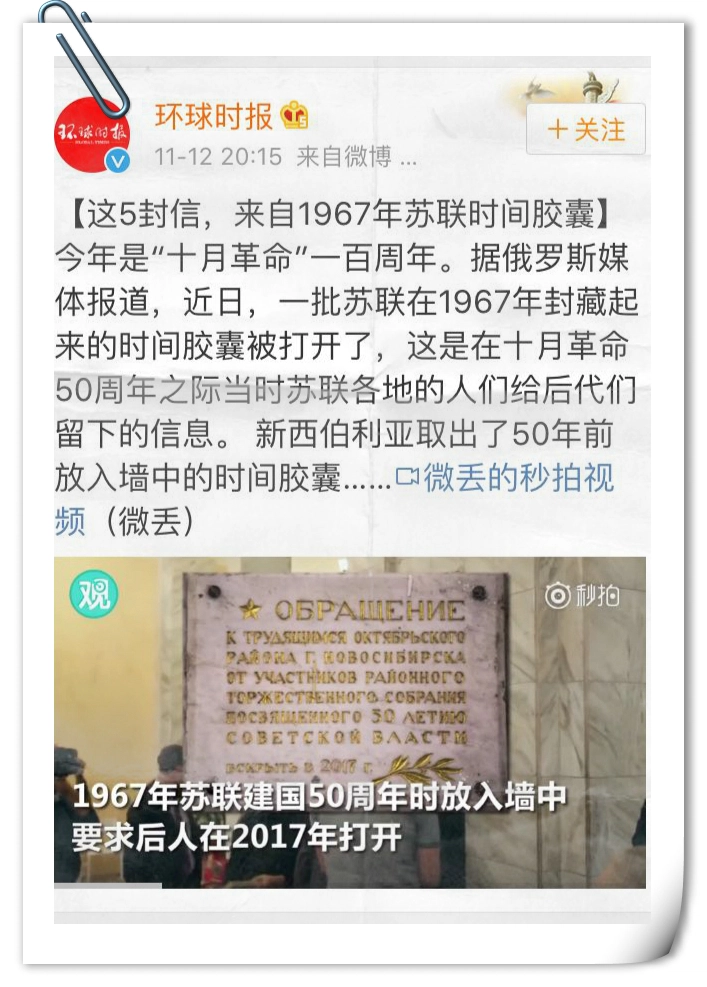 环球时报
GLOBAL TIMES
环球时报
+关注
11-12 20:15 来自微博 ...
【这5封信，来自1967年苏联时间胶囊】
今年是“十月革命”一百周年。据俄罗斯媒
体报道，近日，一批苏联在1967年封藏起
来的时间胶囊被打开了，这是在十月革命
50周年之际当时苏联各地的人们给后代们
留下的信息。 新西伯利亚取出了50年前
放入墙中的时间胶囊......微丢的秒拍视
频（微丢）
观
秒拍
ОБРАЩЕНИЕ
К ТРУДЯЩИМСЯ ОКТЯБРЬСКОГО
РАЙОНА Г. НОВОСИБИРСКА
ОТ УЧАСТНИКОВ РАЙОННОГО
ТОРЖЕСТВЕННОГО СОБРАНИЯ
ПОСВЯЩЕННОГО 50 ЛЕТИЮ
СОВЕТСКОЙ ВЛАСТИ
ВСКРЫТЬ В 2017 Г.
1967年苏联建国50周年时放入墙中
要求后人在2017年打开